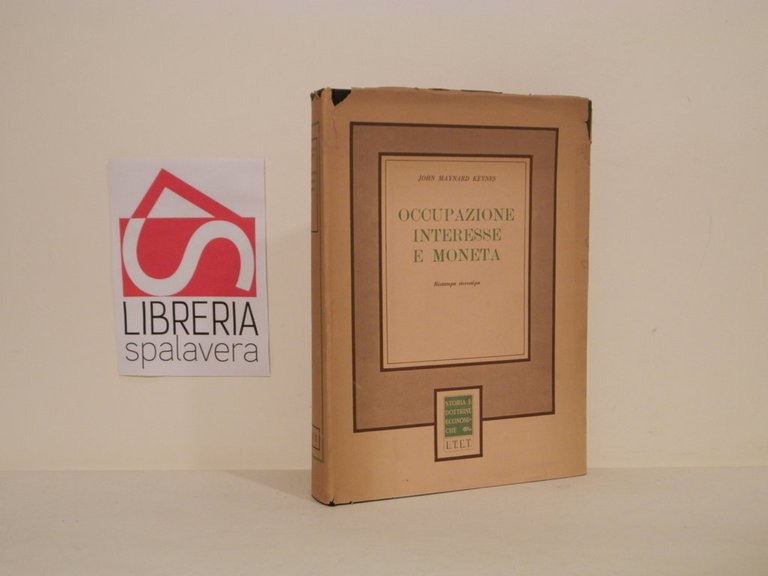 LIBRERIA
spalavera
JOHN MAYNARD KEYNES
OCCUPAZIONE
INTERESSE
E MONETA
Ristampa stereotipa
STORIA E
DOTTRINE
ECONOMI-
CHE
U.T.E.T.